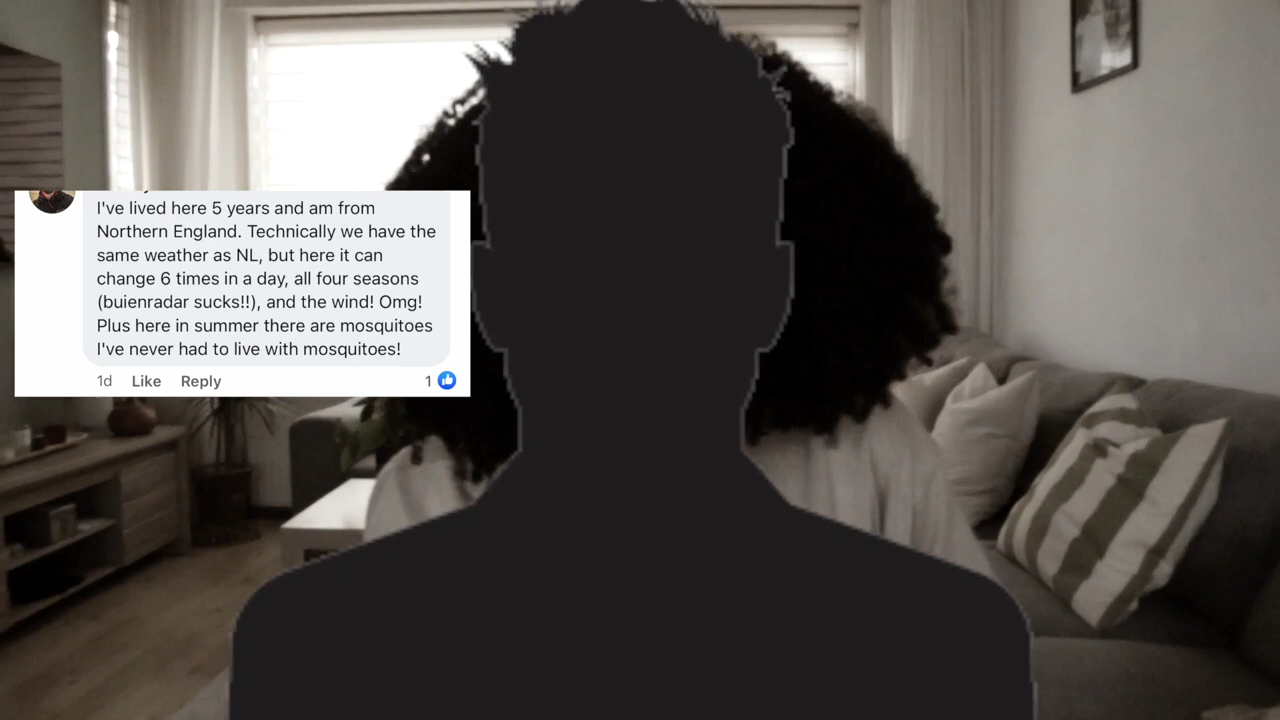 I've lived here 5 years and am from
Northern England. Technically we have the
same weather as NL, but here it can
change 6 times in a day, all four seasons
(buienradar sucks!!), and the wind! Omg!
Plus here in summer there are mosquitoes
I've never had to live with mosquitoes!
1d Like Reply 1